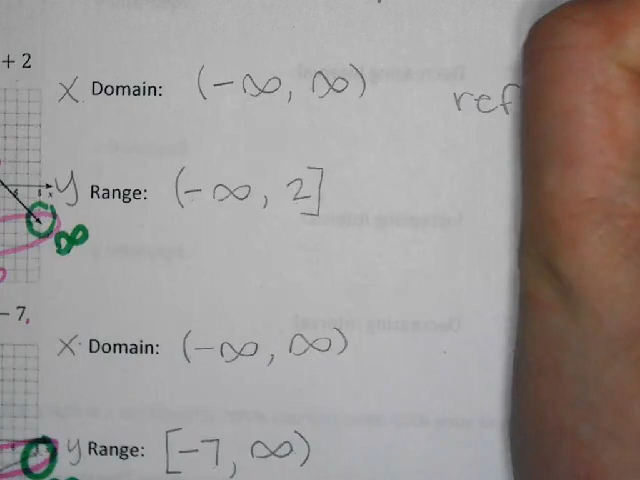 + 2
x Domain: (-∞, ∞)
ref
y Range: (-∞, 2]
∞
- 7,
x Domain: (-∞, ∞)
y Range: [-7, ∞)